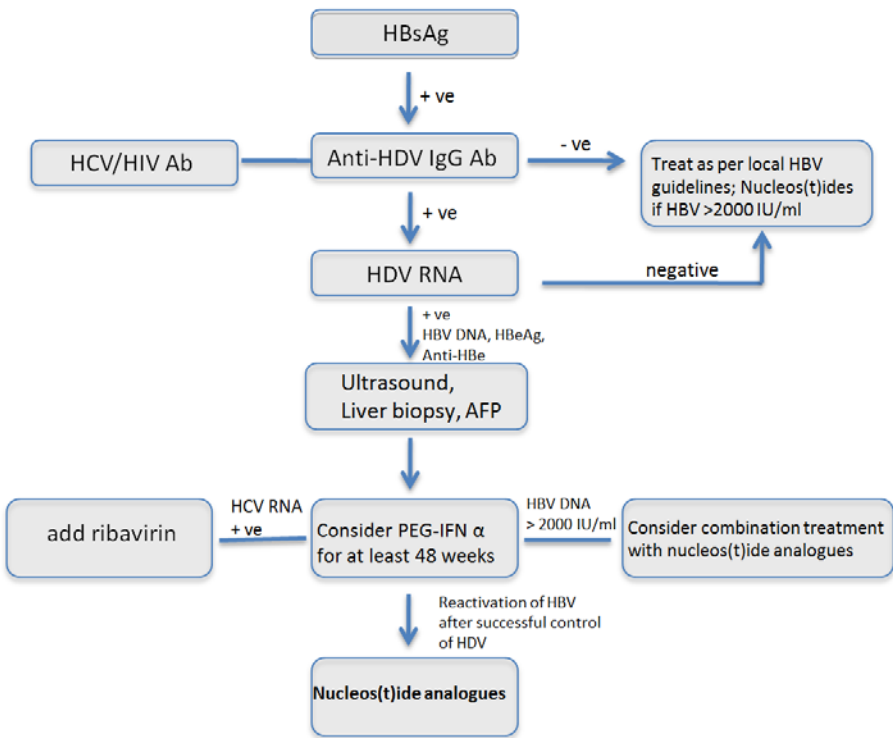 HBsAg
+ ve
HCV/HIV Ab
Anti-HDV IgG Ab
- ve
Treat as per local HBV
guidelines; Nucleos(t)ides
if HBV >2000 IU/ml
+ ve
HDV RNA
negative
+ ve
HBV DNA, HBeAg,
Anti-HBe
Ultrasound,
Liver biopsy, AFP
add ribavirin
HCV RNA
+ ve
Consider PEG-IFN α
for at least 48 weeks
HBV DNA
> 2000 IU/ml
Consider combination treatment
with nucleos(t)ide analogues
Reactivation of HBV
after successful control
of HDV
Nucleos(t)ide analogues